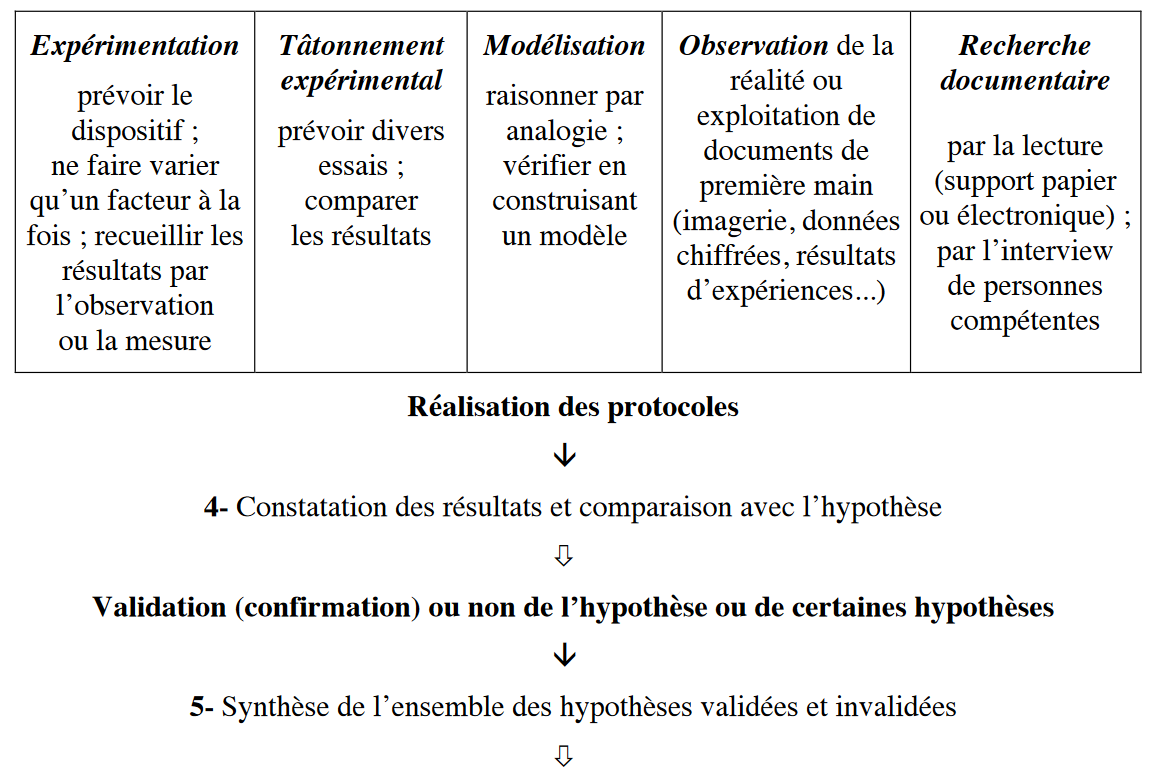 Expérimentation
prévoir le
dispositif ;
ne faire varier
qu’un facteur à la
fois ; recueillir les
résultats par
l’observation
ou la mesure
Tâtonnement
expérimental
prévoir divers
essais ;
comparer
les résultats
Modélisation
raisonner par
analogie ;
vérifier en
construisant
un modèle
Observation de la
réalité ou
exploitation de
documents de
première main
(imagerie, données
chiffrées, résultats
d’expériences...)
Recherche
documentaire
par la lecture
(support papier
ou électronique) ;
par l’interview
de personnes
compétentes
Réalisation des protocoles
4- Constatation des résultats et comparaison avec l’hypothèse
Validation (confirmation) ou non de l’hypothèse ou de certaines hypothèses
5- Synthèse de l’ensemble des hypothèses validées et invalidées